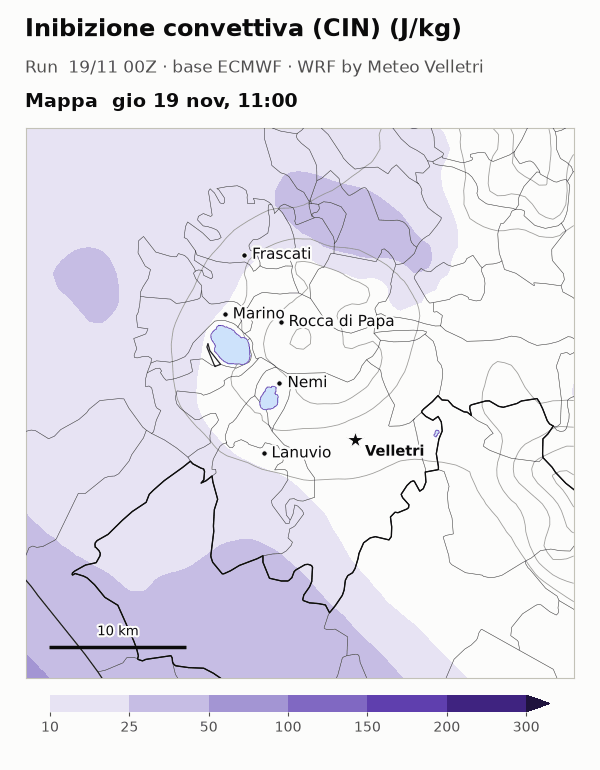 Inibizione convettiva (CIN) (J/kg)
Run  19/11 00Z · base ECMWF · WRF by Meteo Velletri
Mappa  gio 19 nov, 11:00
Frascati
Marino
Rocca di Papa
Nemi
Velletri
Lanuvio
10 km
10 25 50 100 150 200 300